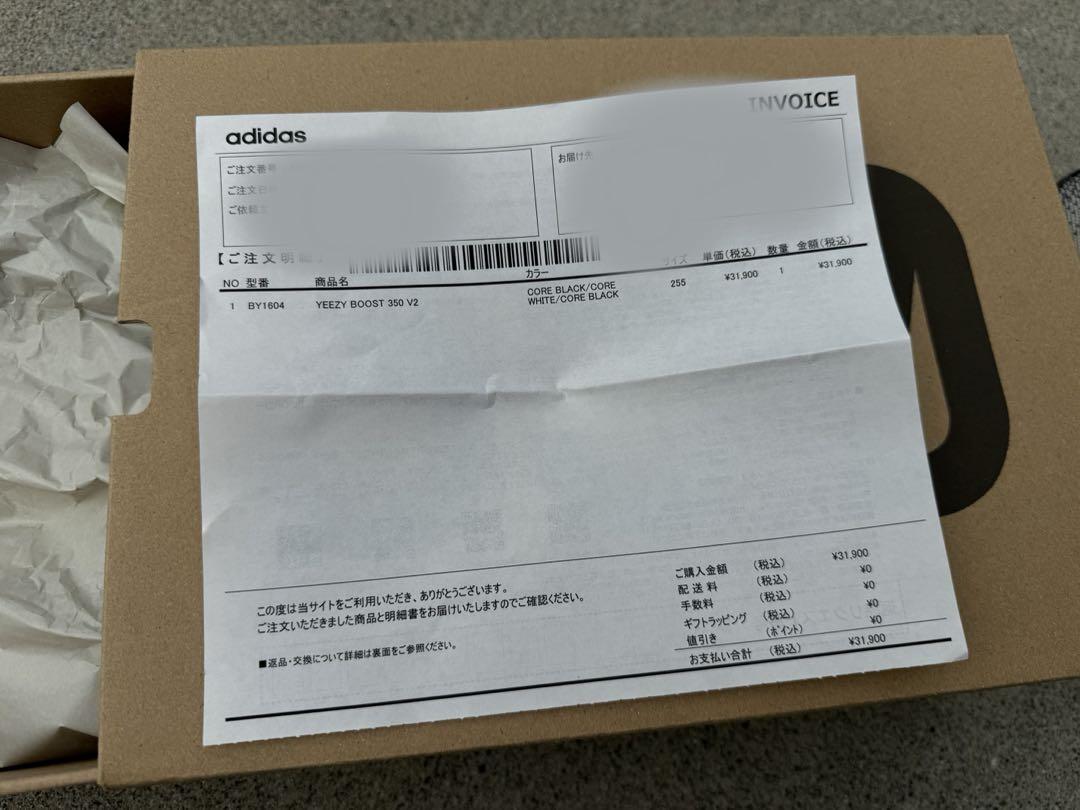 INVOICE
adidas
ご注文番号
お届け先
ご注文日
ご依頼主
【ご注文明細
NO 型番 商品名 カラー サイズ 単価(税込) 数量 金額(税込)
1 BY1604 YEEZY BOOST 350 V2 CORE BLACK/CORE 255 ¥31,900 1 ¥31,900
WHITE/CORE BLACK
この度は当サイトをご利用いただき、ありがとうございます。
ご注文いただきました商品と明細書をお届けいたしますのでご確認ください。
■返品・交換について詳細は裏面をご参照ください。
ご購入金額 (税込) ¥31,900
配送料 (税込) ¥0
手数料 (税込) ¥0
ギフトラッピング (税込) ¥0
値引き (ポイント) ¥0
お支払い合計 (税込) ¥31,900